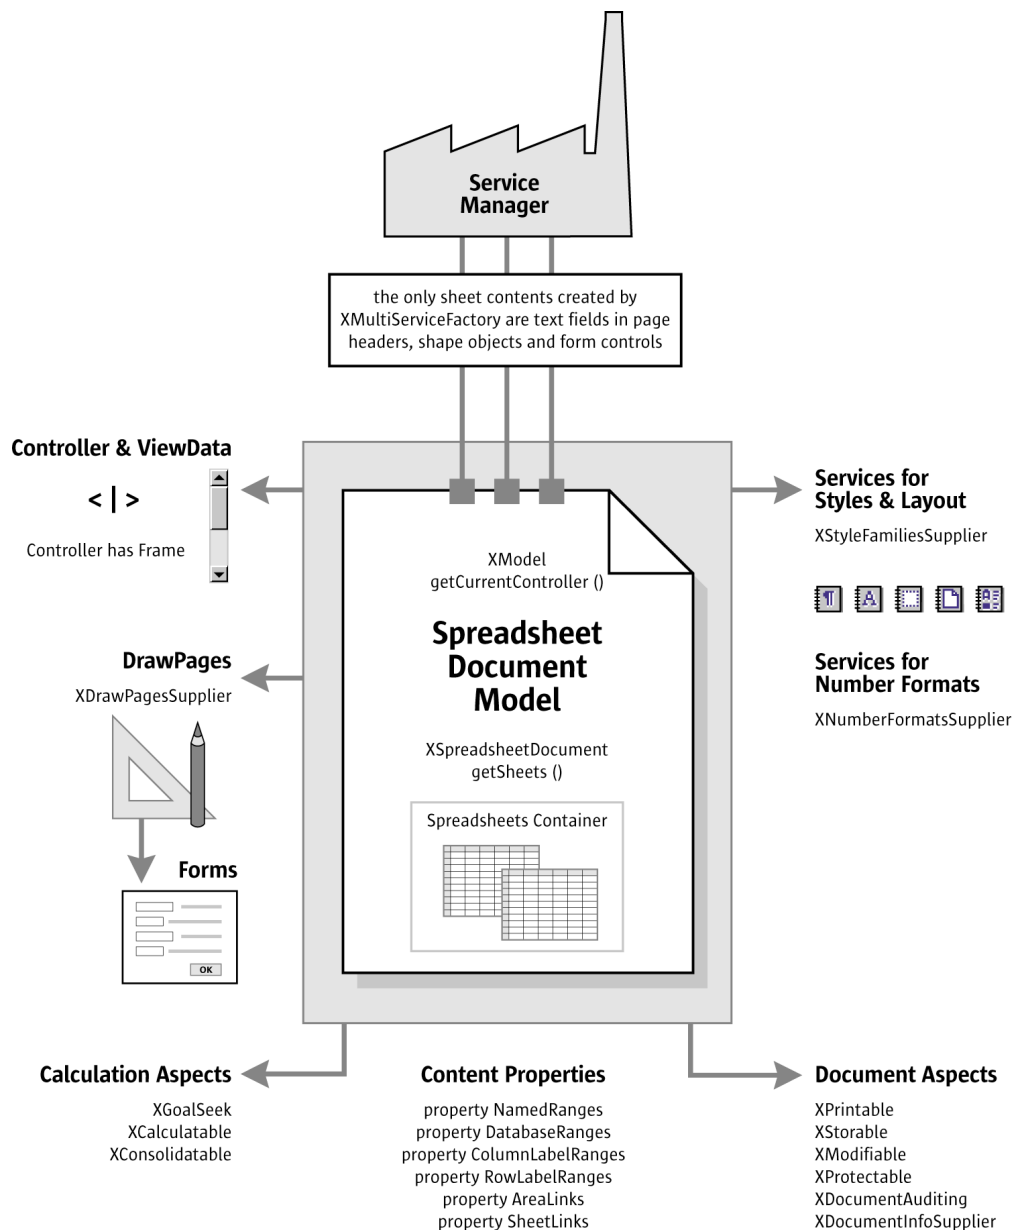 Service
Manager
the only sheet contents created by
XMultiServiceFactory are text fields in page
headers, shape objects and form controls
Controller & ViewData
< | >
Controller has Frame
Services for
Styles & Layout
XStyleFamiliesSupplier
¶
A
A
XModel
getCurrentController ()
Spreadsheet
Document
Model
XSpreadsheetDocument
getSheets ()
Spreadsheets Container
DrawPages
XDrawPagesSupplier
Services for
Number Formats
XNumberFormatsSupplier
Forms
OK
Calculation Aspects
XGoalSeek
XCalculatable
XConsolidatable
Content Properties
property NamedRanges
property DatabaseRanges
property ColumnLabelRanges
property RowLabelRanges
property AreaLinks
property SheetLinks
Document Aspects
XPrintable
XStorable
XModifiable
XProtectable
XDocumentAuditing
XDocumentInfoSupplier